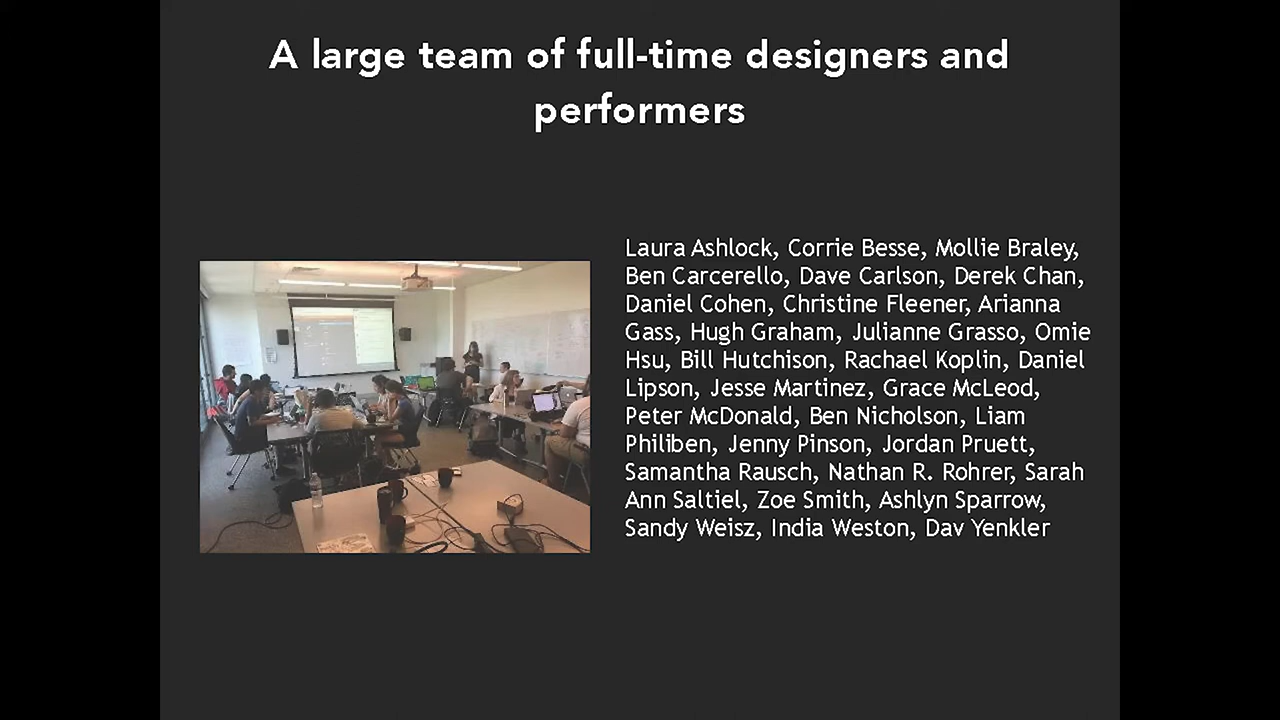 A large team of full-time designers and
performers
Laura Ashlock, Corrie Besse, Mollie Braley,
Ben Carcerello, Dave Carlson, Derek Chan,
Daniel Cohen, Christine Fleener, Arianna
Gass, Hugh Graham, Julianne Grasso, Omie
Hsu, Bill Hutchison, Rachael Koplin, Daniel
Lipson, Jesse Martinez, Grace McLeod,
Peter McDonald, Ben Nicholson, Liam
Philiben, Jenny Pinson, Jordan Pruett,
Samantha Rausch, Nathan R. Rohrer, Sarah
Ann Saltiel, Zoe Smith, Ashlyn Sparrow,
Sandy Weisz, India Weston, Dav Yenkler